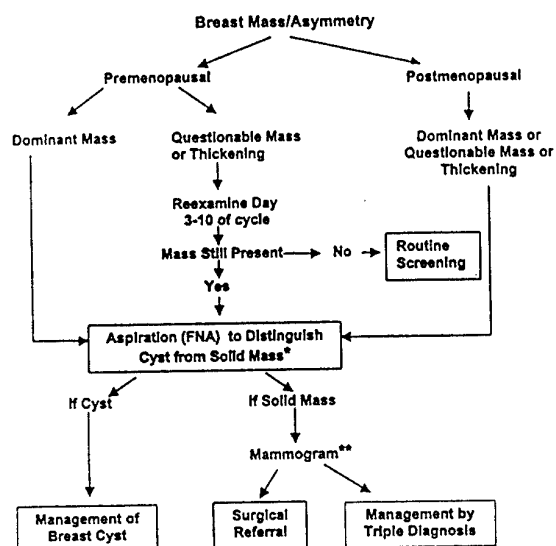 Breast Mass/Asymmetry
Premenopausal
Postmenopausal
Dominant Mass
Questionable Mass
or Thickening
Dominant Mass or
Questionable Mass or
Thickening
Reexamine Day
3-10 of cycle
Mass Still Present
No
Routine
Screening
Yes
Aspiration (FNA) to Distinguish
Cyst from Solid Mass*
If Cyst
If Solid Mass
Mammogram**
Management of
Breast Cyst
Surgical
Referral
Management by
Triple Diagnosis